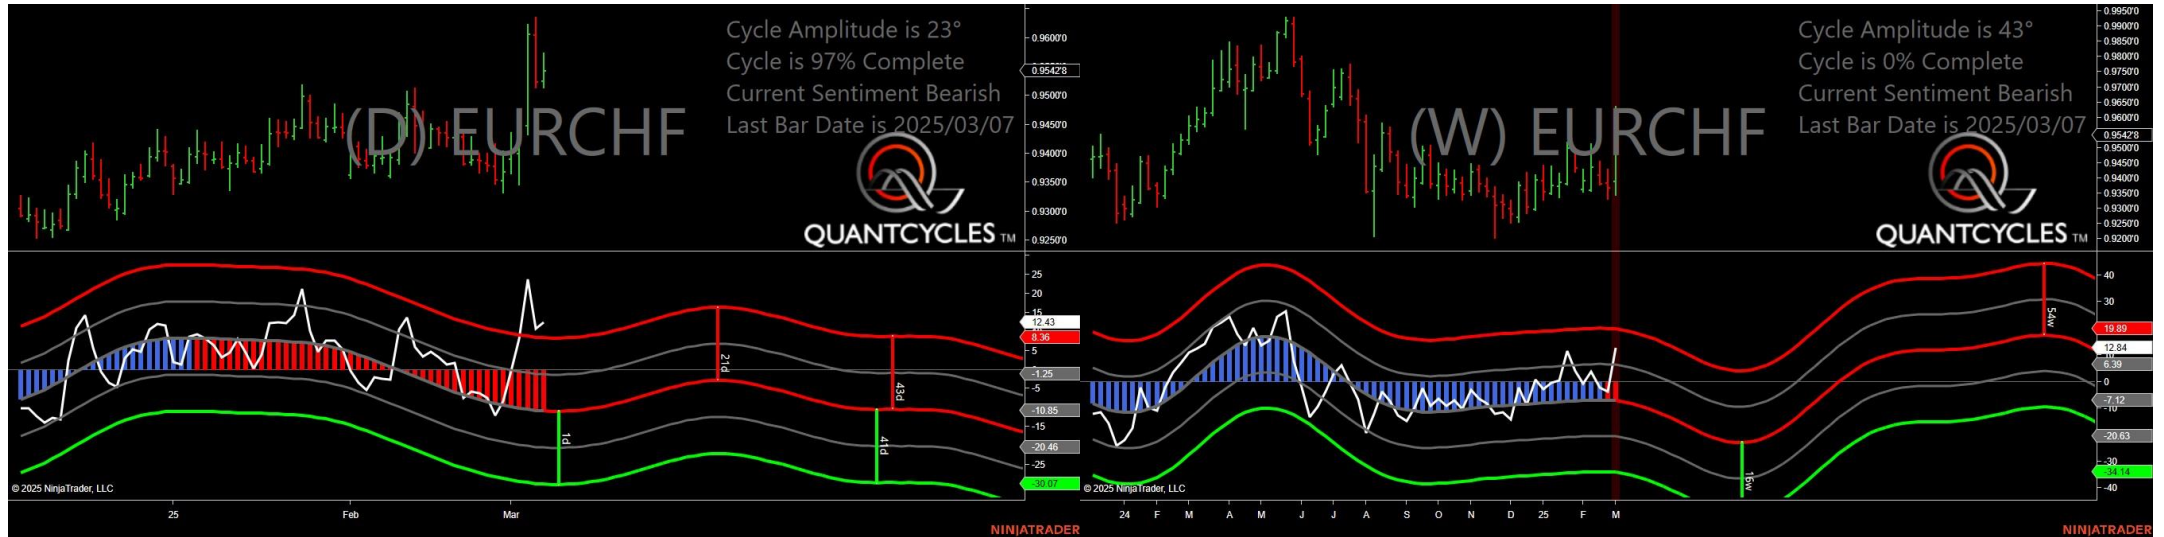 Cycle Amplitude is 23°
Cycle is 97% Complete
Current Sentiment Bearish
Last Bar Date is 2025/03/07
(D) EURCHF
QUANTCYCLES TM
0.9600'0
0.9542'8
0.9500'0
0.9450'0
0.9400'0
0.9350'0
0.9300'0
0.9250'0
25
20
12.43
8.36
5
-1.25
-5
-10.85
-15
-20.46
-25
-30.07
1d
21d
41d
43d
© 2025 NinjaTrader, LLC
25
Feb
Mar
NINJATRADER
Cycle Amplitude is 43°
Cycle is 0% Complete
Current Sentiment Bearish
Last Bar Date is 2025/03/07
(W) EURCHF
QUANTCYCLES TM
0.9950'0
0.9900'0
0.9850'0
0.9800'0
0.9750'0
0.9700'0
0.9650'0
0.9600'0
0.9542'8
0.9500'0
0.9450'0
0.9400'0
0.9350'0
0.9300'0
0.9250'0
0.9200'0
40
30
19.89
12.84
6.39
0
-7.12
-10
-20.63
-30
-34.14
-40
16w
54w
© 2025 NinjaTrader, LLC
24 F M A M J J A S O N D 25 F M
NINJATRADER